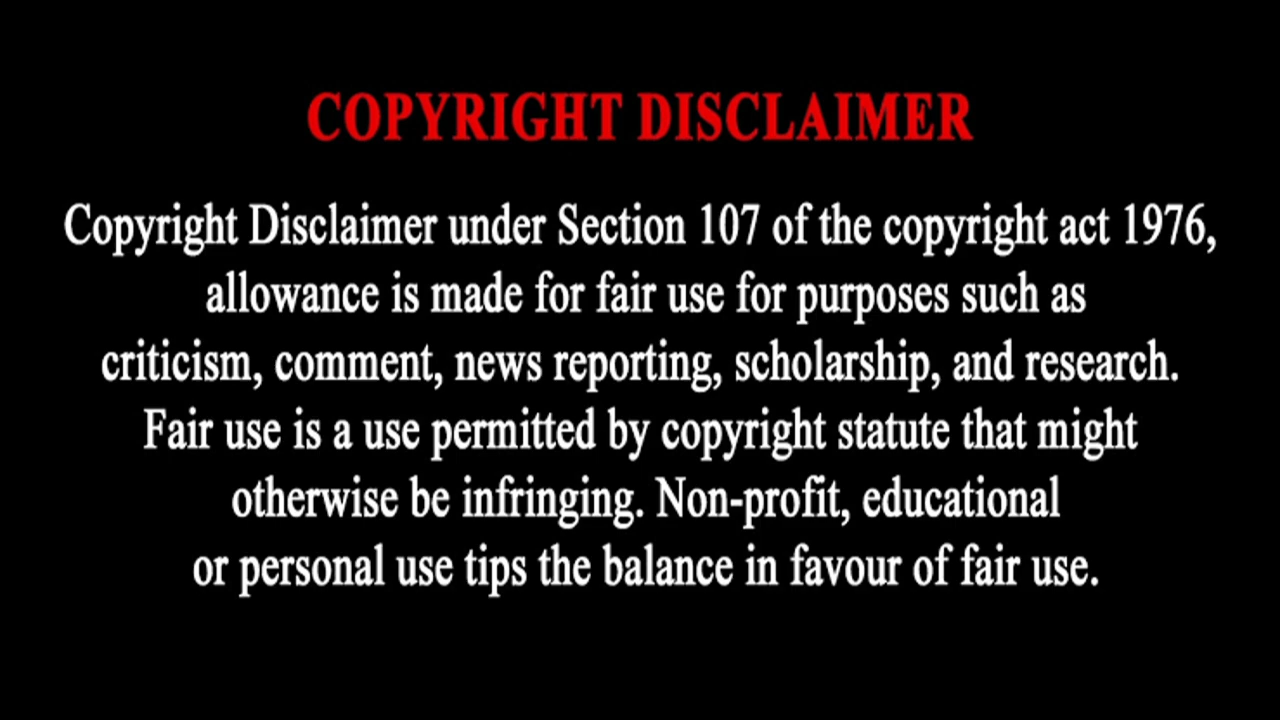 COPYRIGHT DISCLAIMER
Copyright Disclaimer under Section 107 of the copyright act 1976,
allowance is made for fair use for purposes such as
criticism, comment, news reporting, scholarship, and research.
Fair use is a use permitted by copyright statute that might
otherwise be infringing. Non-profit, educational
or personal use tips the balance in favour of fair use.